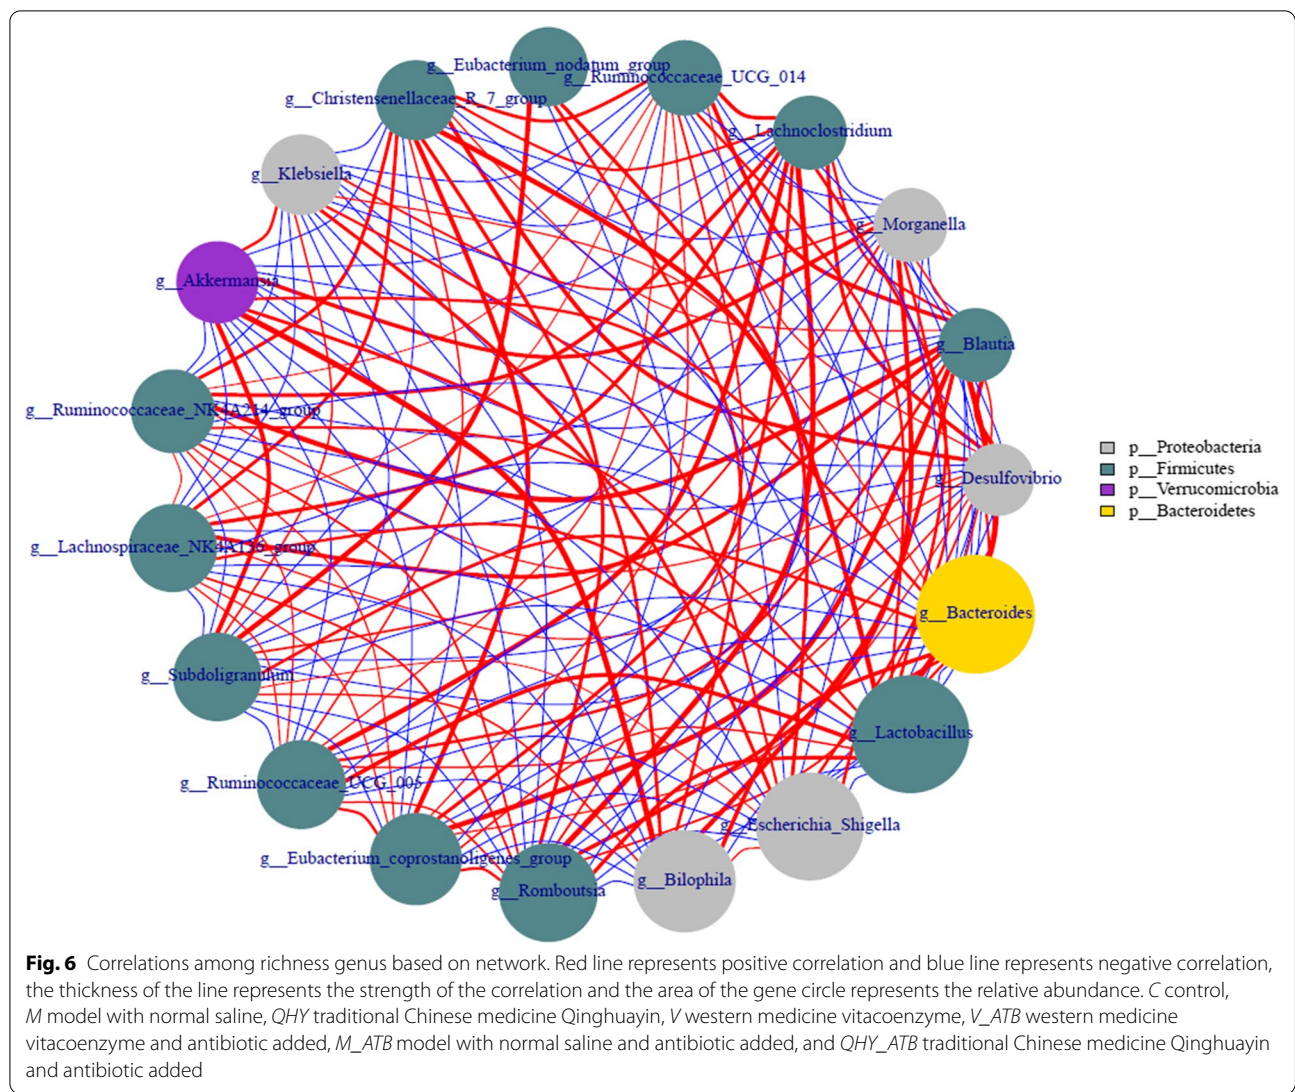 g__Eubacterium_nodatum_group
g__Ruminococcaceae_UCG_014
g__Christensenellaceae_R_7_group
g__Lachnoclostridium
g__Klebsiella
g__Morganella
g__Akkermansia
g__Blautia
g__Ruminococcaceae_NK4A214_group
p__Proteobacteria
p__Firmicutes
p__Verrucomicrobia
p__Bacteroidetes
g__Desulfovibrio
g__Lachnospiraceae_NK4A136_group
g__Bacteroides
g__Subdoligranulum
g__Lactobacillus
g__Ruminococcaceae_UCG_005
g__Escherichia_Shigella
g__Eubacterium_coprostanoligenes_group
g__Bilophila
g__Romboutsia
Fig. 6 Correlations among richness genus based on network. Red line represents positive correlation and blue line represents negative correlation,
the thickness of the line represents the strength of the correlation and the area of the gene circle represents the relative abundance. C control,
M model with normal saline, QHY traditional Chinese medicine Qinghuayin, V western medicine vitacoenzyme, V_ATB western medicine
vitacoenzyme and antibiotic added, M_ATB model with normal saline and antibiotic added, and QHY_ATB traditional Chinese medicine Qinghuayin
and antibiotic added